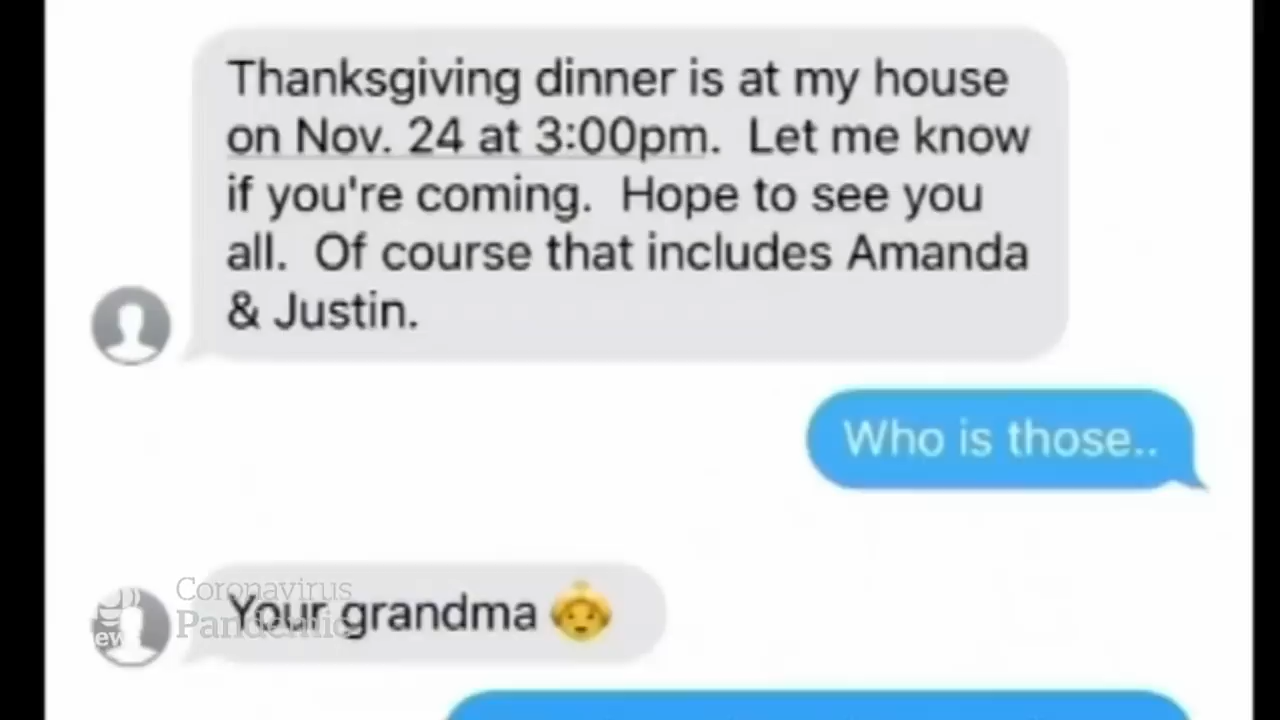 Thanksgiving dinner is at my house
on Nov. 24 at 3:00pm. Let me know
if you're coming. Hope to see you
all. Of course that includes Amanda
& Justin.
Who is those..
Your grandma 👵
Coronavirus
Pandemic